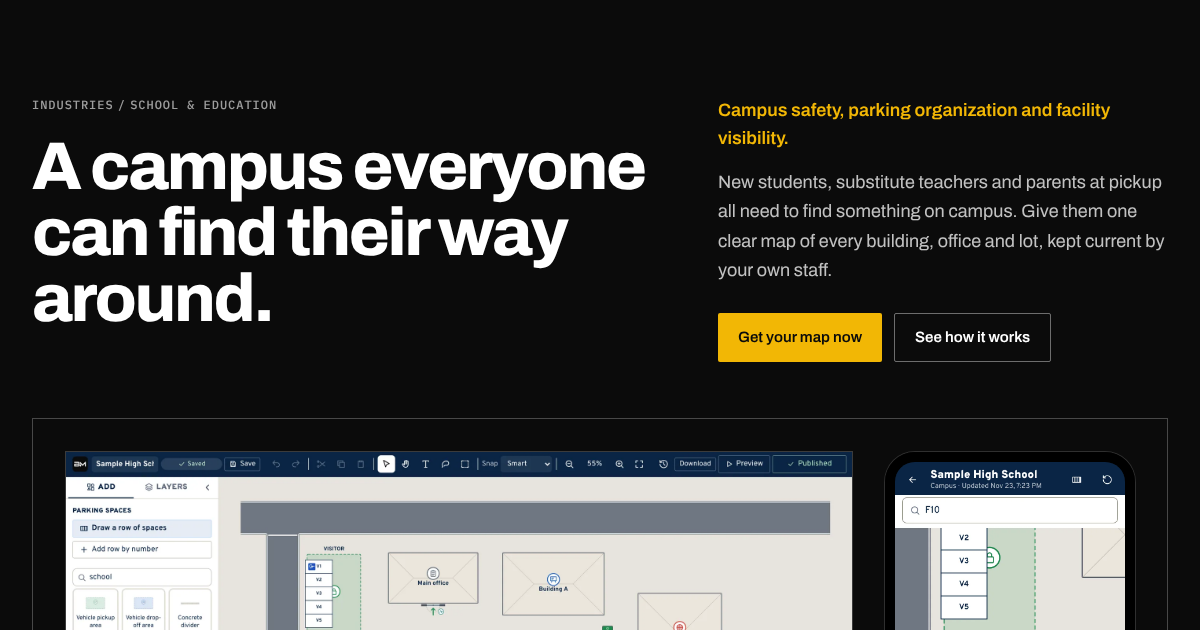 INDUSTRIES / SCHOOL & EDUCATION
A campus everyone
can find their way
around.
Campus safety, parking organization and facility
visibility.
New students, substitute teachers and parents at pickup
all need to find something on campus. Give them one
clear map of every building, office and lot, kept current by
your own staff.
Get your map now
See how it works
Sample High Scl
Saved
Save
Snap
Smart
55%
Download
Preview
Published
ADD
LAYERS
PARKING SPACES
Draw a row of spaces
Add row by number
school
Vehicle pickup
area
Vehicle drop-
off area
Concrete
divider
VISITOR
V1
V2
V3
V4
V5
Main office
Building A
Sample High School
Campus · Updated Nov 23, 7:23 PM
F10
V2
V3
V4
V5